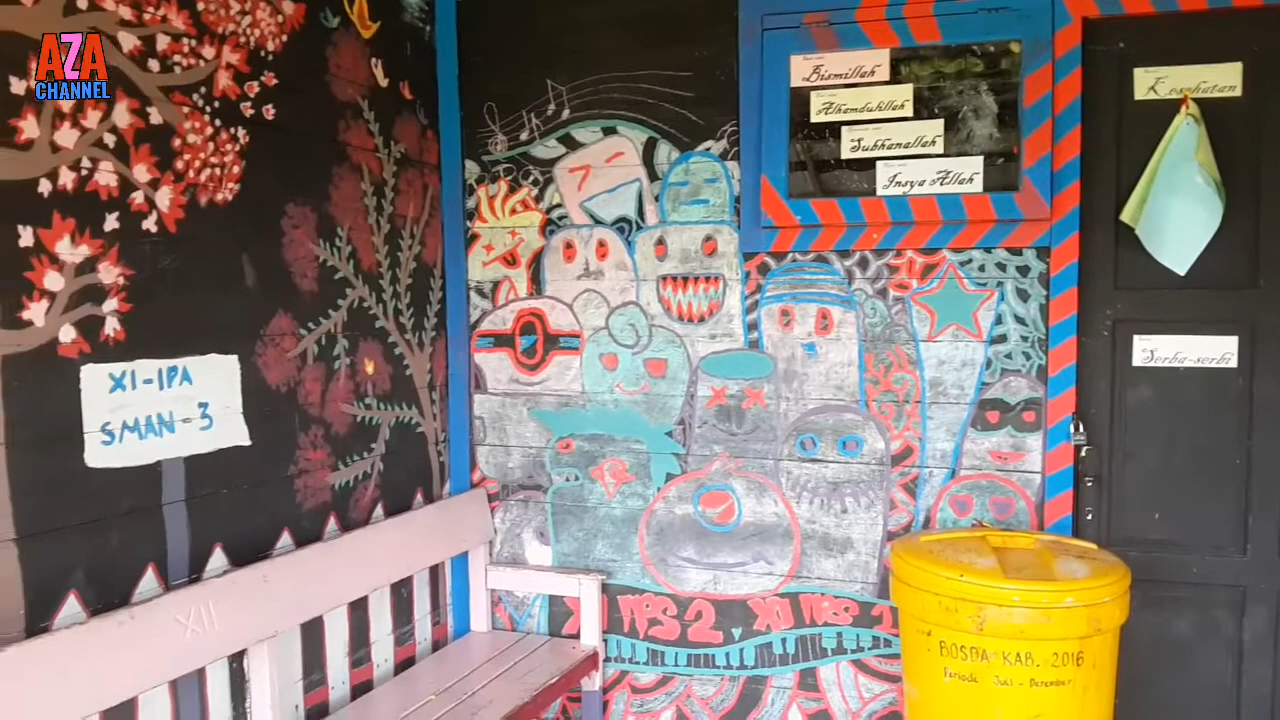 AZA
CHANNEL
Bismillah
Alhamdulillah
Subhanallah
Insya Allah
Kesehatan
Serba-serbi
XI-IPA
SMAN-3
XII
XI IPS 2, XI IPS 1
BOSDA KAB. 2016
Periode Juli - Desember